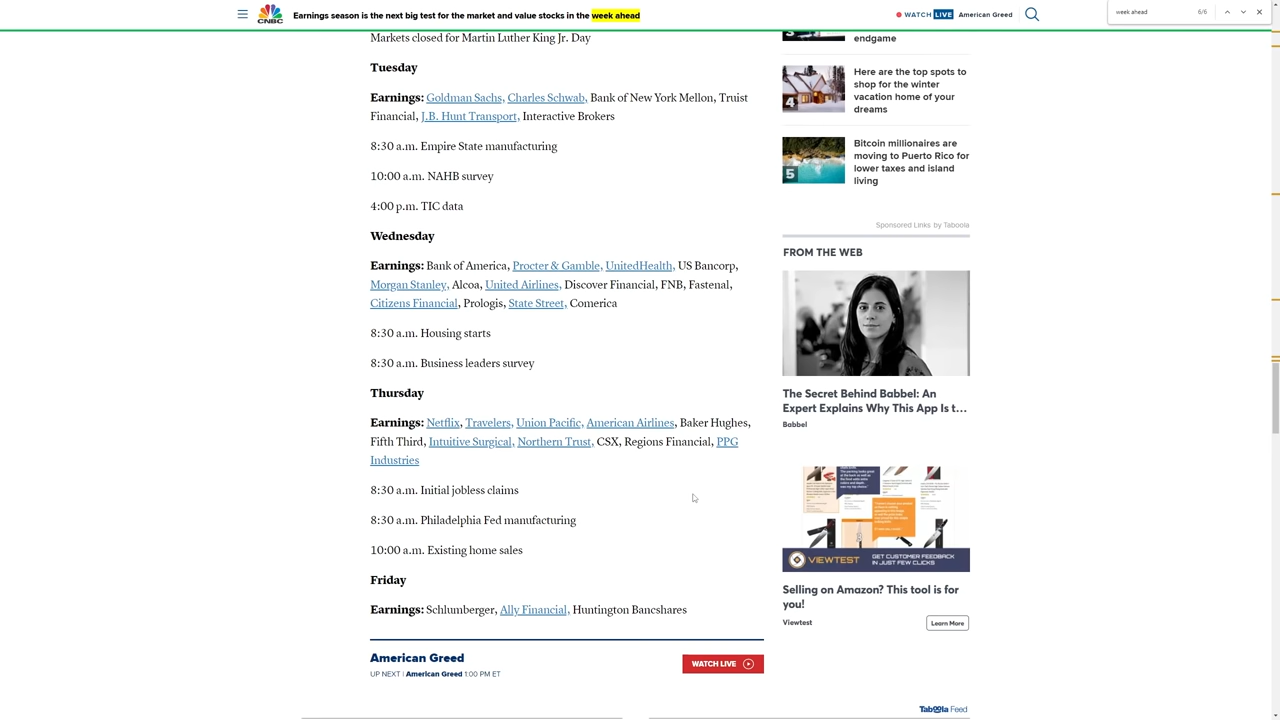 CNBC
Earnings season is the next big test for the market and value stocks in the week ahead
WATCH LIVE
American Greed
week ahead
6/6
Markets closed for Martin Luther King Jr. Day
Tuesday
Earnings: Goldman Sachs, Charles Schwab, Bank of New York Mellon, Truist
Financial, J.B. Hunt Transport, Interactive Brokers
8:30 a.m. Empire State manufacturing
10:00 a.m. NAHB survey
4:00 p.m. TIC data
Wednesday
Earnings: Bank of America, Procter & Gamble, UnitedHealth, US Bancorp,
Morgan Stanley, Alcoa, United Airlines, Discover Financial, FNB, Fastenal,
Citizens Financial, Prologis, State Street, Comerica
8:30 a.m. Housing starts
8:30 a.m. Business leaders survey
Thursday
Earnings: Netflix, Travelers, Union Pacific, American Airlines, Baker Hughes,
Fifth Third, Intuitive Surgical, Northern Trust, CSX, Regions Financial, PPG
Industries
8:30 a.m. Initial jobless claims
8:30 a.m. Philadelphia Fed manufacturing
10:00 a.m. Existing home sales
Friday
Earnings: Schlumberger, Ally Financial, Huntington Bancshares
American Greed
UP NEXT | American Greed 1:00 PM ET
WATCH LIVE
endgame
4
Here are the top spots to
shop for the winter
vacation home of your
dreams
5
Bitcoin millionaires are
moving to Puerto Rico for
lower taxes and island
living
Sponsored Links by Taboola
FROM THE WEB
The Secret Behind Babbel: An
Expert Explains Why This App Is t...
Babbel
VIEWTEST
GET CUSTOMER FEEDBACK
IN JUST FEW CLICKS
Selling on Amazon? This tool is for
you!
Viewtest
Learn More
Taboola Feed